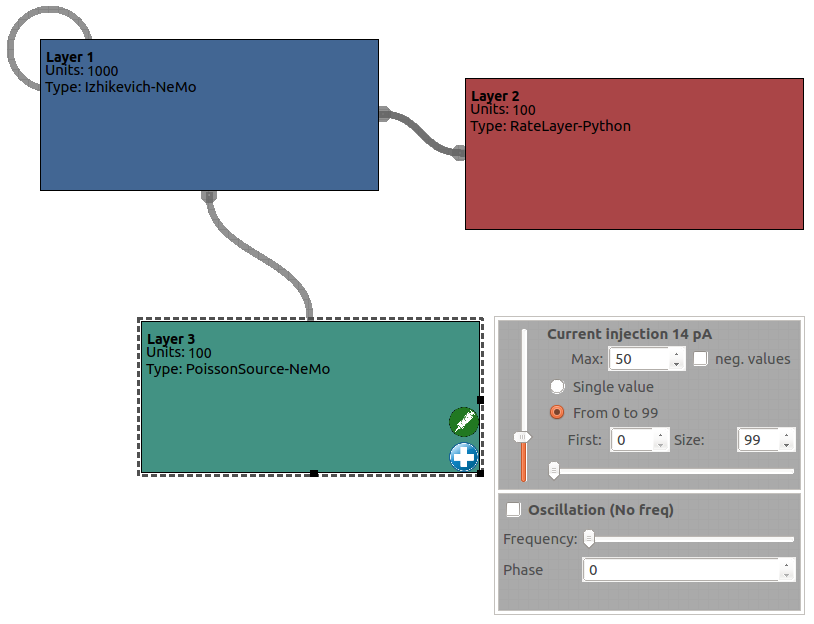 Layer 1
Units: 1000
Type: Izhikevich-NeMo
Layer 2
Units: 100
Type: RateLayer-Python
Layer 3
Units: 100
Type: PoissonSource-NeMo
Current injection 14 pA
Max: 50 neg. values
Single value
From 0 to 99
First: 0 Size: 99
Oscillation (No freq)
Frequency:
Phase 0